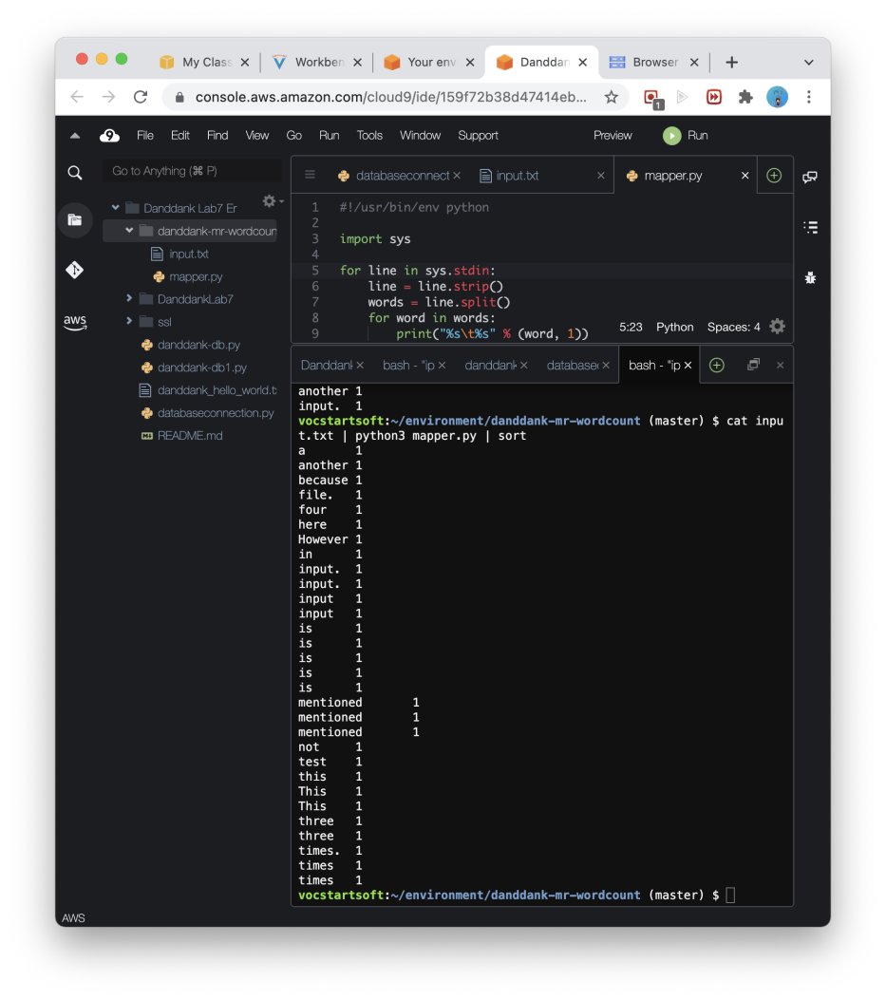 My Class
Workben
Your env
Danddan
Browser
console.aws.amazon.com/cloud9/ide/159f72b38d47414eb...
1
9
File Edit Find View Go Run Tools Window Support Preview Run
Go to Anything (⌘ P)
Danddank Lab7 Er
danddank-mr-wordcoun
input.txt
mapper.py
DanddankLab7
ssl
danddank-db.py
danddank-db1.py
danddank_hello_world.t
databaseconnection.py
README.md
aws
AWS
databaseconnect
input.txt
mapper.py
1 #!/usr/bin/env python
2
3 import sys
4
5 for line in sys.stdin:
6     line = line.strip()
7     words = line.split()
8     for word in words:
9         print("%s\t%s" % (word, 1))
5:23 Python Spaces: 4
Danddank
bash - "ip
danddank
database
bash - "ip
another 1
input.  1
vocstartsoft:~/environment/danddank-mr-wordcount (master) $ cat inpu
t.txt | python3 mapper.py | sort
a       1
another 1
because 1
file.   1
four    1
here    1
However 1
in      1
input.  1
input.  1
input   1
input   1
is      1
is      1
is      1
is      1
is      1
mentioned       1
mentioned       1
mentioned       1
not     1
test    1
this    1
This    1
This    1
three   1
three   1
times.  1
times   1
times   1
vocstartsoft:~/environment/danddank-mr-wordcount (master) $